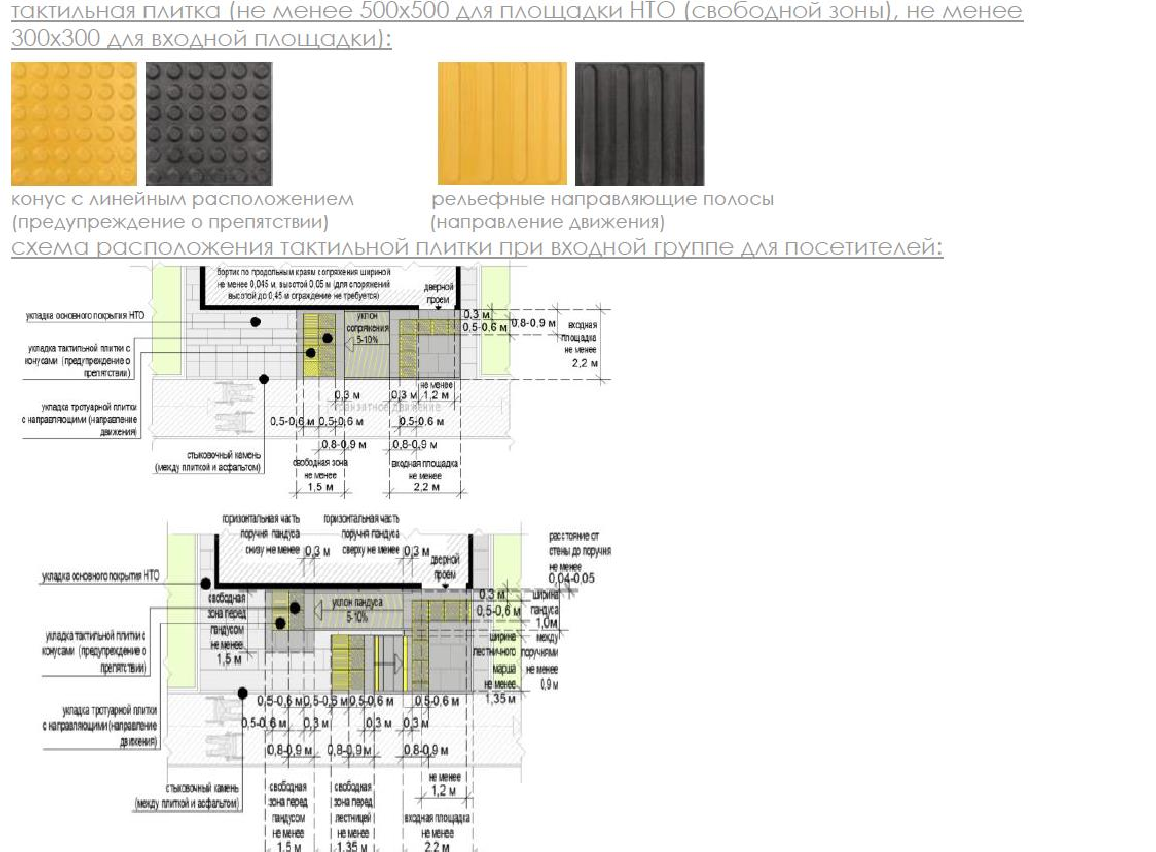 тактильная плитка (не менее 500х500 для площадки НТО (свободной зоны), не менее
300х300 для входной площадки):
конус с линейным расположением
(предупреждение о препятствии)
рельефные направляющие полосы
(направление движения)
схема расположения тактильной плитки при входной группе для посетителей:
бортик по продольным краям сопряжения шириной
не менее 0,045 м, высотой 0,05 м (для сопряжений
высотой до 0,45 м ограждение не требуется)
дверной
проем
укладка основного покрытия НТО
уклон
сопряжения
5-10%
0,3 м
0,5-0,6 м
0,8-0,9 м
входная
площадка
не менее
2,2 м
укладка тактильной плитки с
конусами (предупреждение о
препятствии)
укладка тротуарной плитки
с направляющими (направление
движения)
стыковочный камень
(между плиткой и асфальтом)
не менее
0,3 м
0,3 м
1,2 м
транзитное движение
0,5-0,6 м
0,5-0,6 м
0,5-0,6 м
0,8-0,9 м
0,8-0,9 м
свободная зона
не менее
1,5 м
входная площадка
не менее
2,2 м
горизонтальная часть
поручня пандуса
снизу не менее
0,3 м
горизонтальная часть
поручня пандуса
сверху не менее
0,3 м
дверной
проем
расстояние от
стены до поручня
не менее
0,04-0,05
укладка основного покрытия НТО
свободная
зона перед
пандусом
не менее
1,5 м
уклон пандуса
5-10%
0,3 м
0,5-0,6 м
ширина
пандуса
1,0м
ширина
лестничного
марша
не менее
1,35 м
между
поручнями
не менее
0,9 м
укладка тактильной плитки с
конусами (предупреждение о
препятствии)
укладка тротуарной плитки
с направляющими (направление
движения)
стыковочный камень
(между плиткой и асфальтом)
0,5-0,6 м
0,5-0,6 м
0,5-0,6 м
0,5-0,6 м
0,5-0,6 м
0,3 м
0,3 м
0,3 м
0,8-0,9 м
0,8-0,9 м
0,8-0,9 м
не менее
1,2 м
свободная
зона перед
пандусом
не менее
1,5 м
свободная
зона перед
лестницей
не менее
1,35 м
входная площадка
не менее
2,2 м